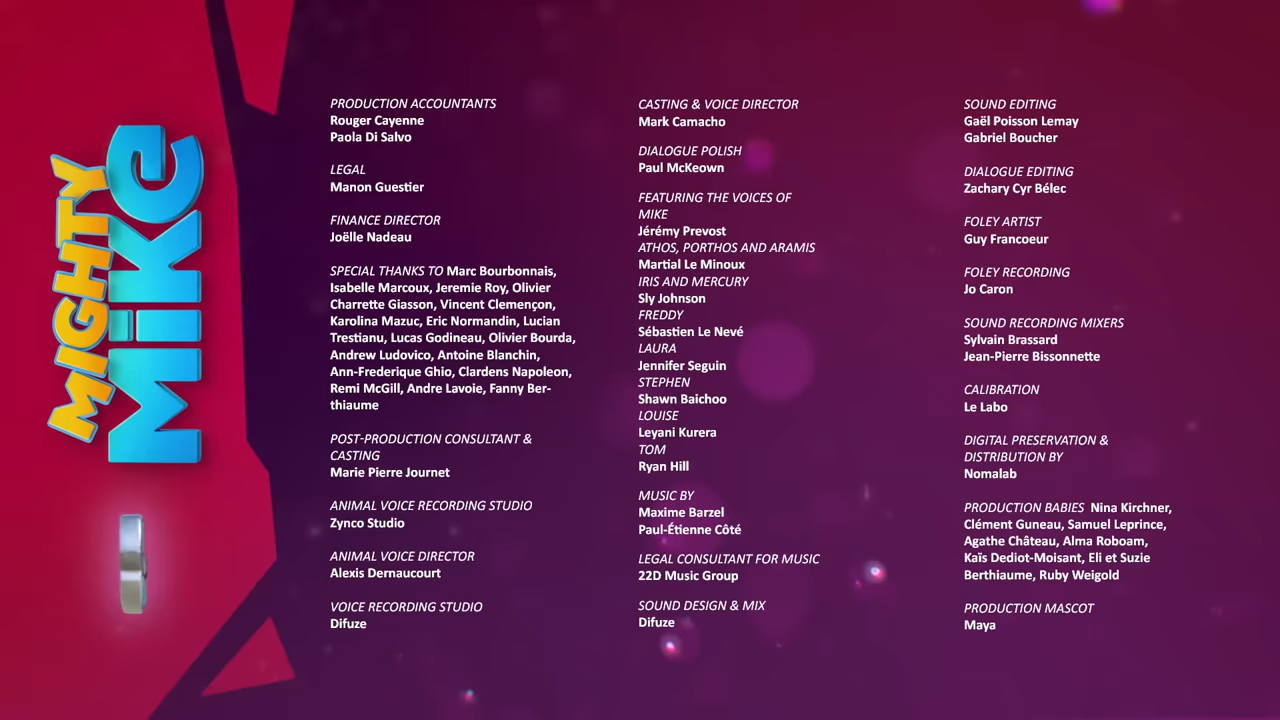 MIGHTY
MiKe
PRODUCTION ACCOUNTANTS
Rouger Cayenne
Paola Di Salvo
LEGAL
Manon Guestier
FINANCE DIRECTOR
Joëlle Nadeau
SPECIAL THANKS TO Marc Bourbonnais,
Isabelle Marcoux, Jeremie Roy, Olivier
Charrette Giasson, Vincent Clemençon,
Karolina Mazuc, Eric Normandin, Lucian
Trestianu, Lucas Godineau, Olivier Bourda,
Andrew Ludovico, Antoine Blanchin,
Ann-Frederique Ghio, Clardens Napoleon,
Remi McGill, Andre Lavoie, Fanny Ber-
thiaume
POST-PRODUCTION CONSULTANT &
CASTING
Marie Pierre Journet
ANIMAL VOICE RECORDING STUDIO
Zynco Studio
ANIMAL VOICE DIRECTOR
Alexis Dernaucourt
VOICE RECORDING STUDIO
Difuze
CASTING & VOICE DIRECTOR
Mark Camacho
DIALOGUE POLISH
Paul McKeown
FEATURING THE VOICES OF
MIKE
Jérémy Prevost
ATHOS, PORTHOS AND ARAMIS
Martial Le Minoux
IRIS AND MERCURY
Sly Johnson
FREDDY
Sébastien Le Nevé
LAURA
Jennifer Seguin
STEPHEN
Shawn Baichoo
LOUISE
Leyani Kurera
TOM
Ryan Hill
MUSIC BY
Maxime Barzel
Paul-Étienne Côté
LEGAL CONSULTANT FOR MUSIC
22D Music Group
SOUND DESIGN & MIX
Difuze
SOUND EDITING
Gaël Poisson Lemay
Gabriel Boucher
DIALOGUE EDITING
Zachary Cyr Bélec
FOLEY ARTIST
Guy Francoeur
FOLEY RECORDING
Jo Caron
SOUND RECORDING MIXERS
Sylvain Brassard
Jean-Pierre Bissonnette
CALIBRATION
Le Labo
DIGITAL PRESERVATION &
DISTRIBUTION BY
Nomalab
PRODUCTION BABIES Nina Kirchner,
Clément Guneau, Samuel Leprince,
Agathe Château, Alma Roboam,
Kaïs Dediot-Moisant, Eli et Suzie
Berthiaume, Ruby Weigold
PRODUCTION MASCOT
Maya